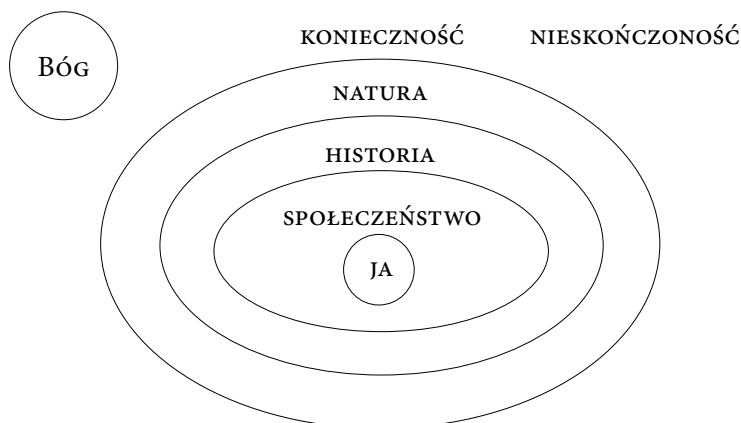 KONIECZNOŚĆ NIESKOŃCZONOŚĆ
BÓG
NATURA
HISTORIA
SPOŁECZEŃSTWO
JA